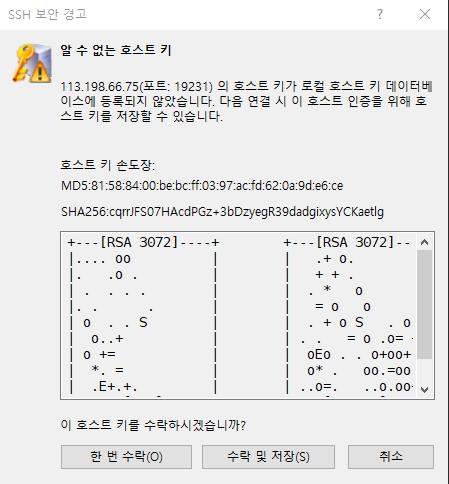 SSH 보안 경고
? ×
알 수 없는 호스트 키
113.198.66.75(포트: 19231) 의 호스트 키가 로컬 호스트 키 데이터베
이스에 등록되지 않았습니다. 다음 연결 시 이 호스트 인증을 위해 호
스트 키를 저장할 수 있습니다.
호스트 키 손도장:
MD5:81:58:84:00:be:bc:ff:03:97:ac:fd:62:0a:9d:e6:ce
SHA256:cqrrJFS07HAcdPGz+3bDzyegR39dadgixysYCKaetlg
+---[RSA 3072]----+        +---[RSA 3072]--
|.... oo          |        |   .+ o.
|.    .o .        |        |   + + .
| .  . . .        |        |   . *   o
|. .      .       |        |   = o   o
| o  . . S        |        |  . + o S   . o
|  o..+           |        | . .   = o .o= +
| o +=            |        |  oEo . . o+oo+
|  *. =           |        |  o* .   oo.=oo
|  .E+.+.         |        | ..o=.   ..o.oo
이 호스트 키를 수락하시겠습니까?
한 번 수락(O) 수락 및 저장(S) 취소